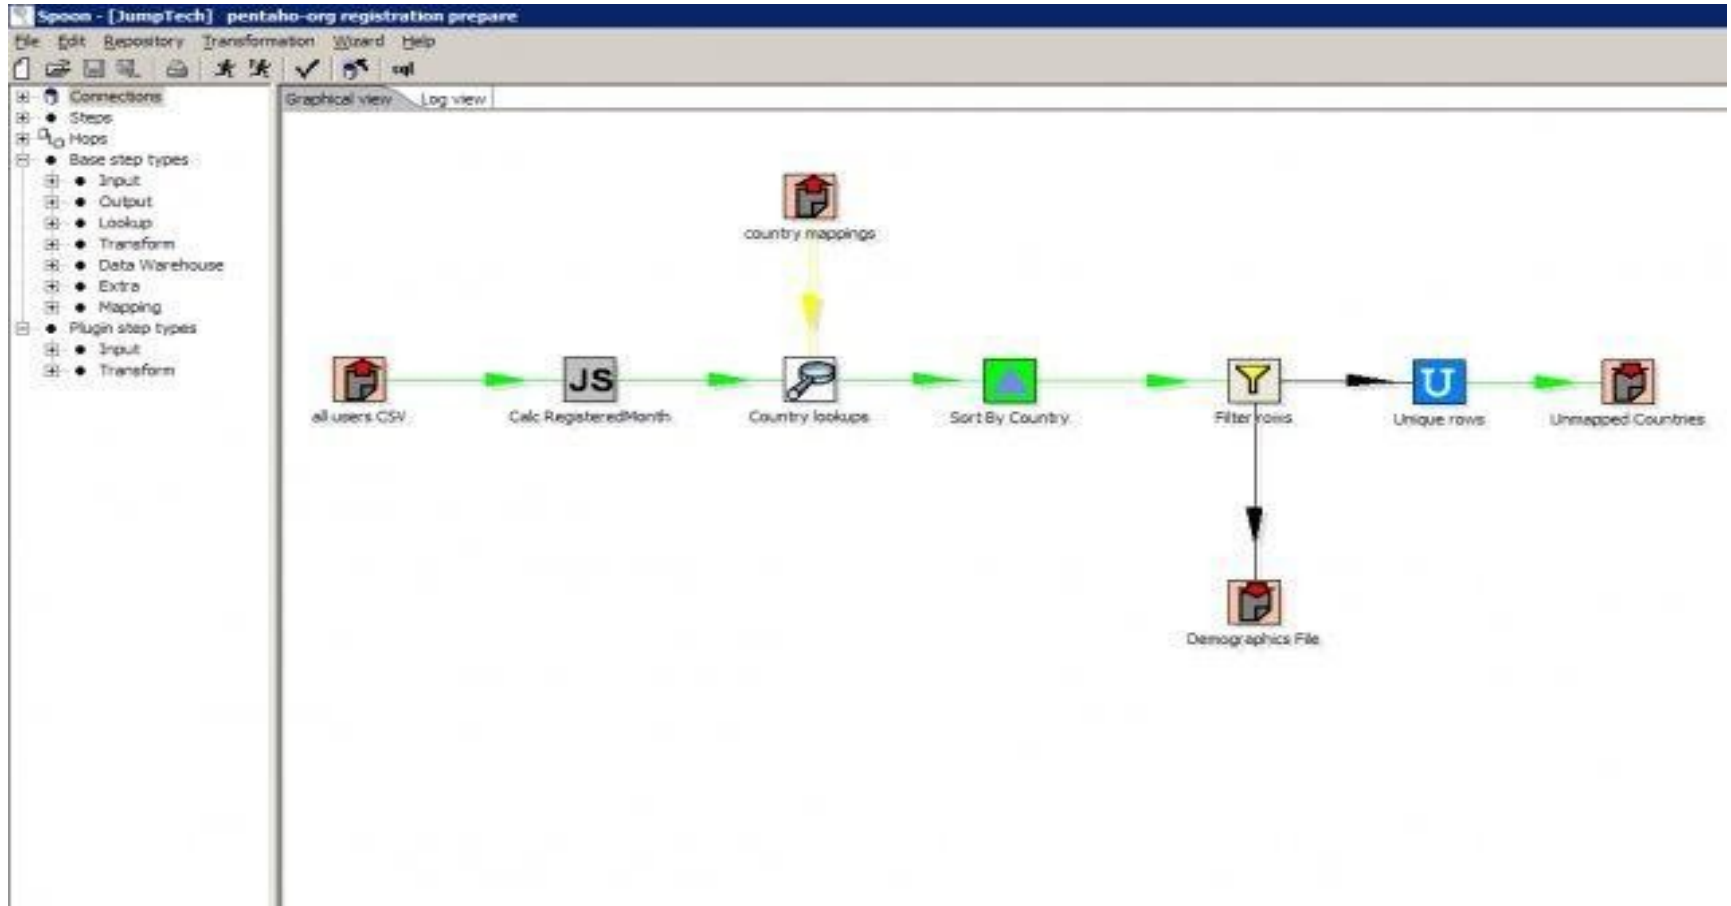 Spoon - [JumpTech] pentaho-org registration prepare
File Edit Repository Transformation Wizard Help
sql
Connections
Steps
Hops
Base step types
Input
Output
Lookup
Transform
Data Warehouse
Extra
Mapping
Plugin step types
Input
Transform
Graphical view Log view
country mappings
JS U
all users CSV Calc RegisteredMonth Country lookups Sort By Country Filter rows Unique rows Unmapped Countries
Demographics File